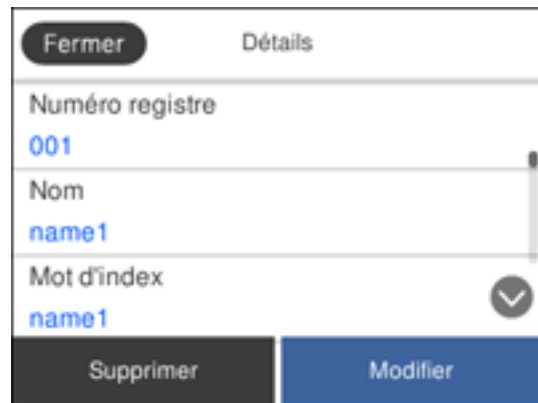 Fermer
Détails
Numéro registre
001
Nom
name1
Mot d'index
name1
Supprimer
Modifier